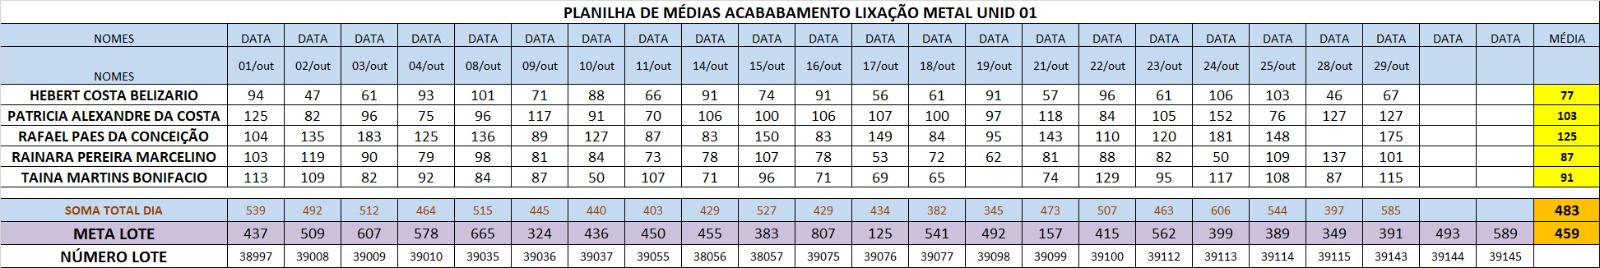 PLANILHA DE MÉDIAS ACABABAMENTO LIXAÇÃO METAL UNID 01
NOMES DATA DATA DATA DATA DATA DATA DATA DATA DATA DATA DATA DATA DATA DATA DATA DATA DATA DATA DATA DATA DATA DATA DATA MÉDIA
NOMES 01/out 02/out 03/out 04/out 08/out 09/out 10/out 11/out 14/out 15/out 16/out 17/out 18/out 19/out 21/out 22/out 23/out 24/out 25/out 28/out 29/out
HEBERT COSTA BELIZARIO 94 47 61 93 101 71 88 66 91 74 91 56 61 91 57 96 61 106 103 46 67 77
PATRICIA ALEXANDRE DA COSTA 125 82 96 75 96 117 91 70 106 100 106 107 100 97 118 84 105 152 76 127 127 103
RAFAEL PAES DA CONCEIÇÃO 104 135 183 125 136 89 127 87 83 150 83 149 84 95 143 110 120 181 148 175 125
RAINARA PEREIRA MARCELINO 103 119 90 79 98 81 84 73 78 107 78 53 72 62 81 88 82 50 109 137 101 87
TAINA MARTINS BONIFACIO 113 109 82 92 84 87 50 107 71 96 71 69 65 74 129 95 117 108 87 115 91
SOMA TOTAL DIA 539 492 512 464 515 445 440 403 429 527 429 434 382 345 473 507 463 606 544 397 585 483
META LOTE 437 509 607 578 665 324 436 450 455 383 807 125 541 492 157 415 562 399 389 349 391 493 589 459
NÚMERO LOTE 38997 39008 39009 39010 39035 39036 39037 39055 38056 38057 39075 39076 39077 39098 39099 39100 39112 39113 39114 39115 39143 39144 39145